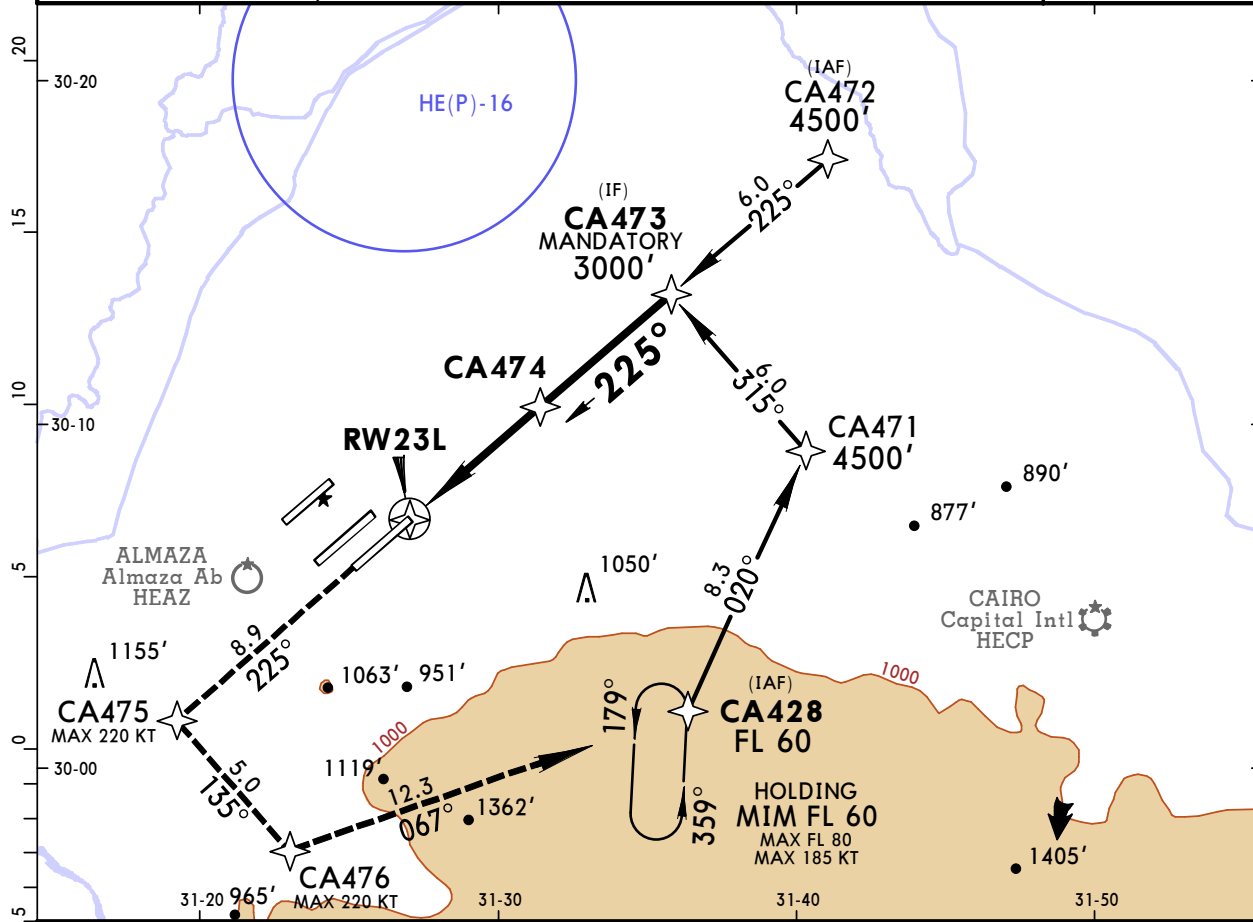 20
30-20
15
10
30-10
5
0
30-00
5
HE(P)-16
(IAF)
CA472
4500'
6.0
225°
(IF)
CA473
MANDATORY
3000'
225°
CA474
RW23L
6.0
315°
CA471
4500'
890'
877'
ALMAZA
Almaza Ab
HEAZ
1050'
8.3
020°
CAIRO
Capital Intl
HECP
8.9
225°
1155'
1063'
951'
1000
1000
CA475
MAX 220 KT
179°
(IAF)
CA428
FL 60
5.0
135°
1119'
12.3
067°
1362'
359°
HOLDING
MIM FL 60
MAX FL 80
MAX 185 KT
1405'
CA476
MAX 220 KT
965'
31-20
31-30
31-40
31-50